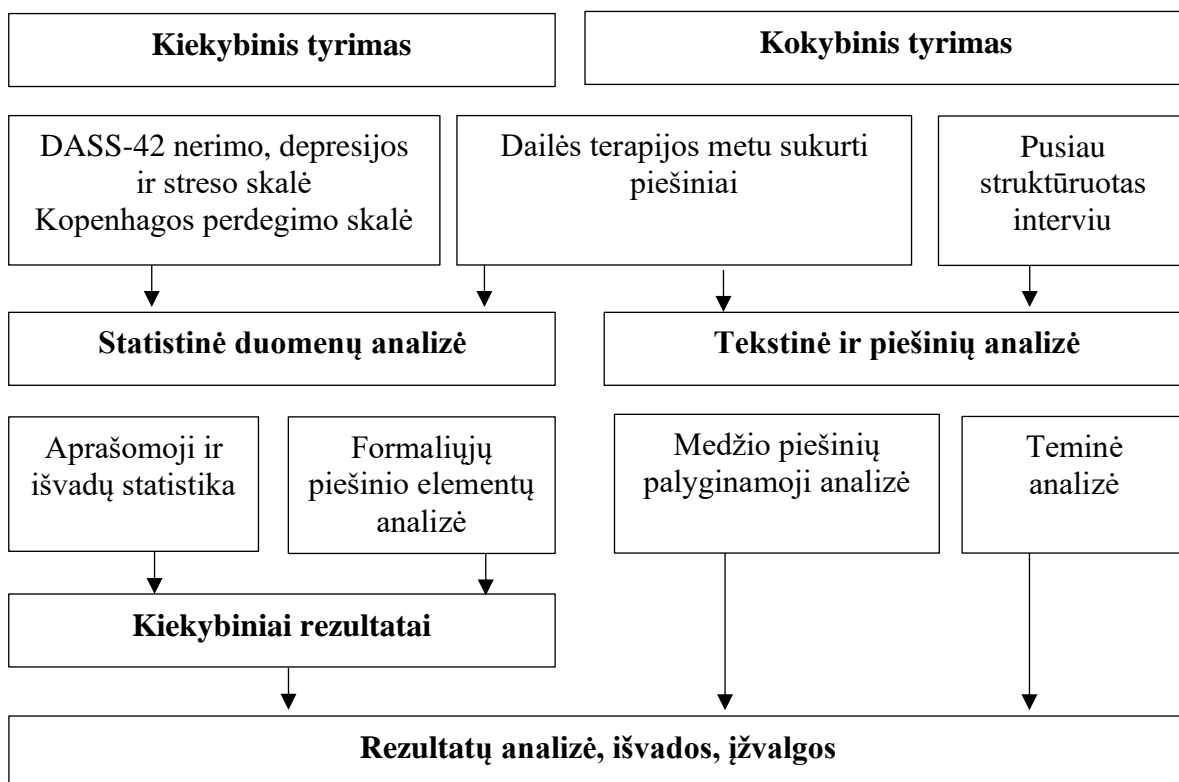 Kiekybinis tyrimas
Kokybinis tyrimas
DASS-42 nerimo, depresijos
ir streso skalė
Kopenhagos perdegimo skalė
Dailės terapijos metu sukurti
piešiniai
Pusiau
struktūruotas
interviu
Statistinė duomenų analizė
Tekstinė ir piešinių analizė
Aprašomoji ir
išvadų statistika
Formaliųjų
piešinio elementų
analizė
Medžio piešinių
palyginamoji analizė
Teminė
analizė
Kiekybiniai rezultatai
Rezultatų analizė, išvados, įžvalgos